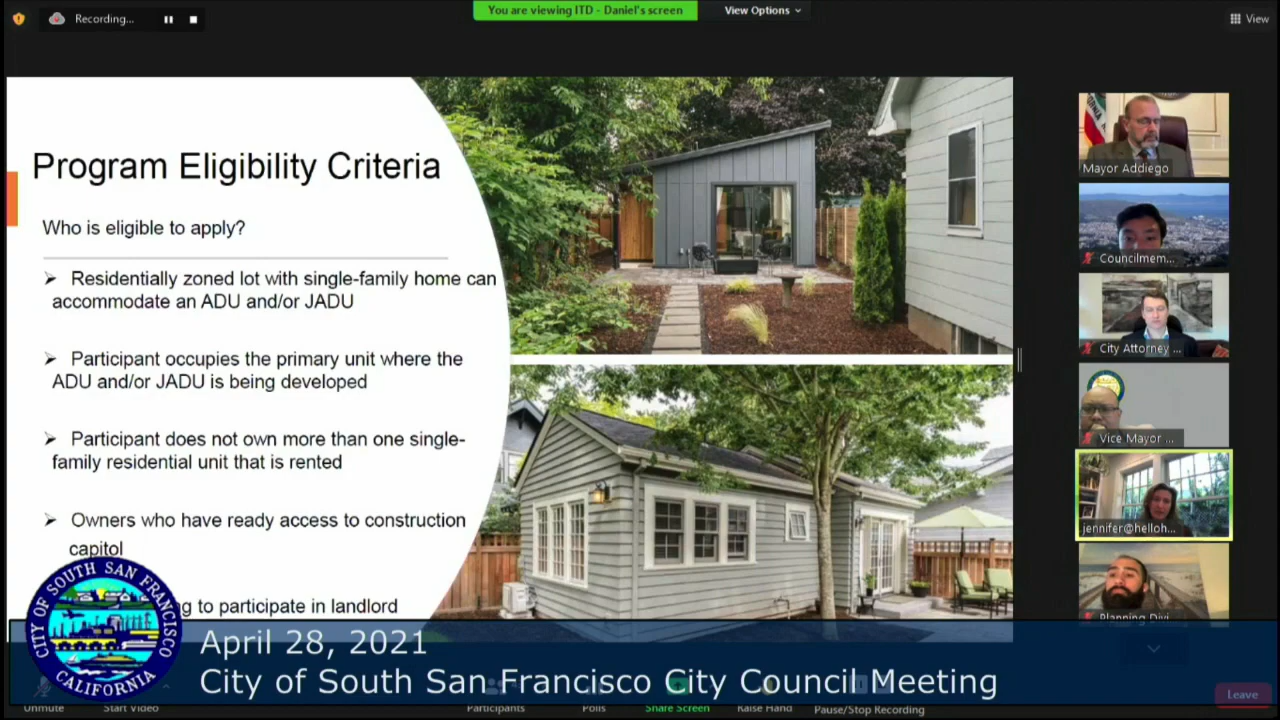 Recording...
You are viewing ITD - Daniel's screen
View Options
View
Program Eligibility Criteria
Who is eligible to apply?
➢ Residentially zoned lot with single-family home can
accommodate an ADU and/or JADU
➢ Participant occupies the primary unit where the
ADU and/or JADU is being developed
➢ Participant does not own more than one single-
family residential unit that is rented
➢ Owners who have ready access to construction
capitol
to participate in landlord
Mayor Addiego
Councilmem...
City Attorney ...
Vice Mayor ...
jennifer@helloh...
Planning Divi...
CITY OF SOUTH SAN FRANCISCO
CALIFORNIA
April 28, 2021
City of South San Francisco City Council Meeting
Unmute
Start Video
Participants
Polls
Share Screen
Raise Hand
Pause/Stop Recording
Leave